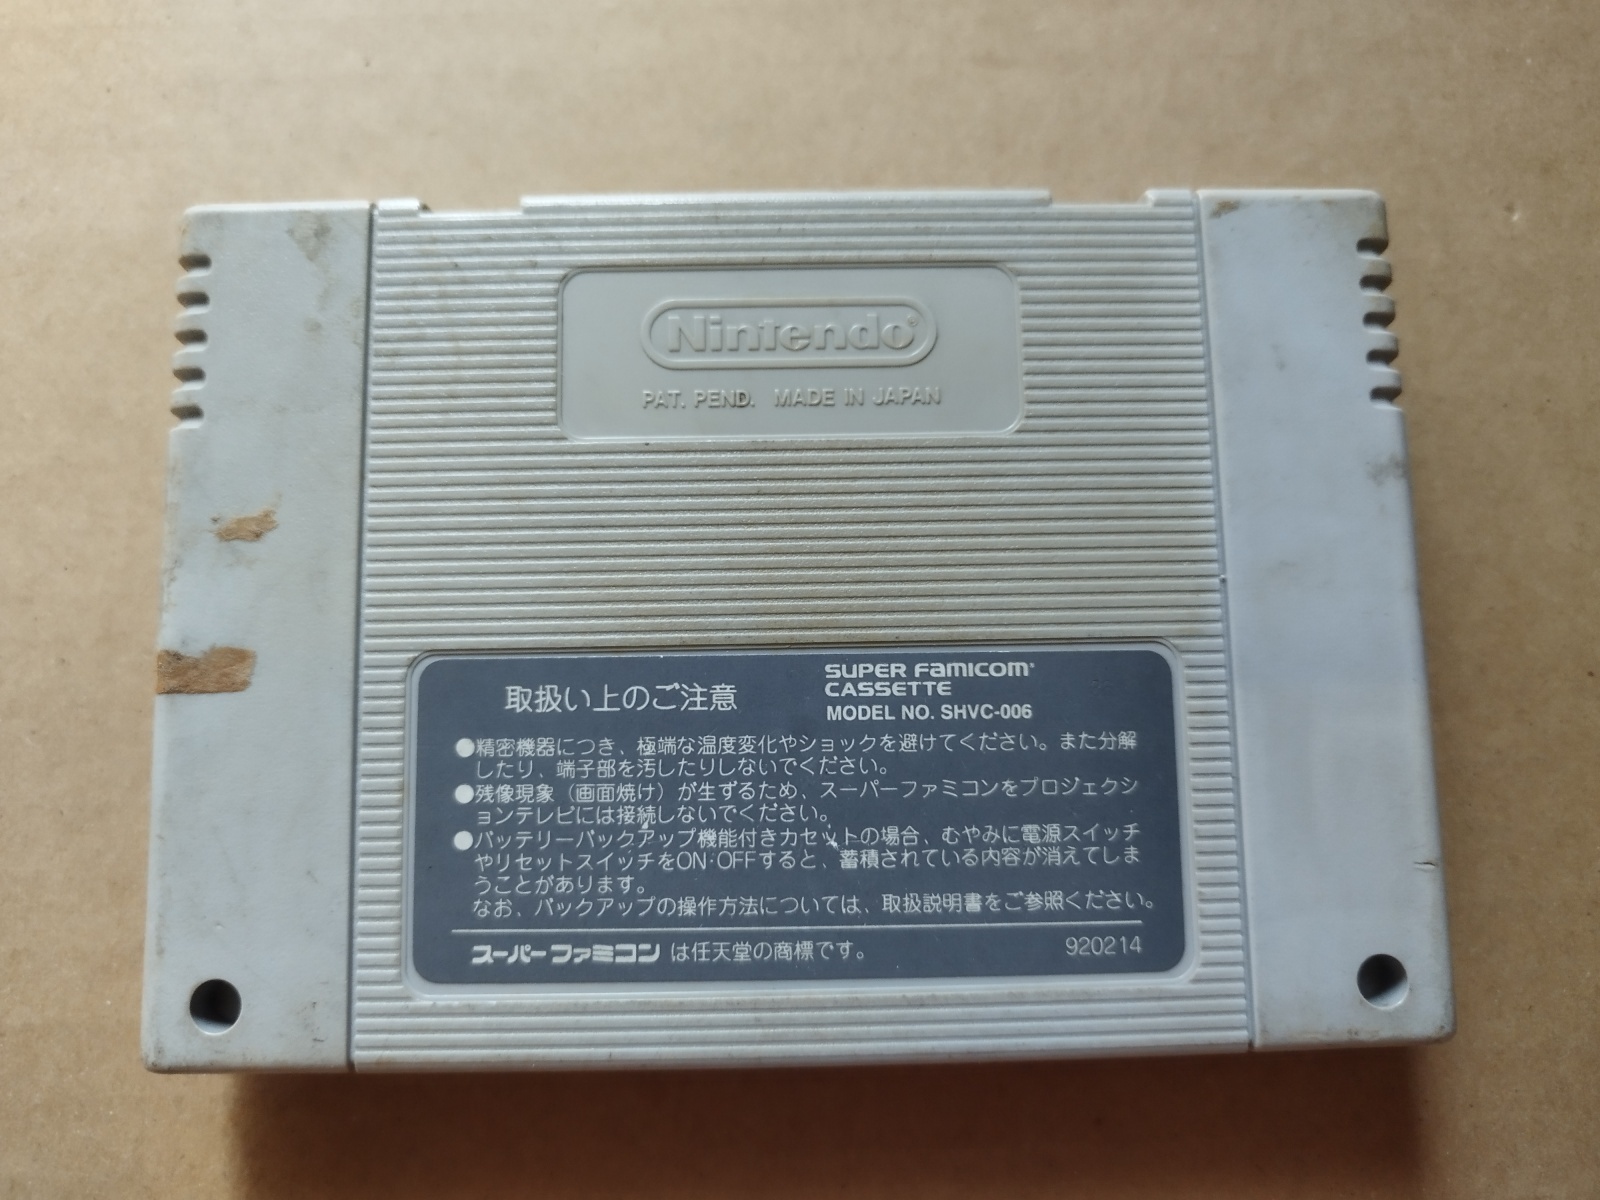 Nintendo®
PAT. PEND. MADE IN JAPAN
取扱い上のご注意
SUPER FAMICOM®
CASSETTE
MODEL NO. SHVC-006
●精密機器につき、極端な温度変化やショックを避けてください。また分解
したり、端子部を汚したりしないでください。
●残像現象（画面焼け）が生ずるため、スーパーファミコンをプロジェクシ
ョンテレビには接続しないでください。
●バッテリーバックアップ機能付きカセットの場合、むやみに電源スイッチ
やリセットスイッチをON・OFFすると、蓄積されている内容が消えてしま
うことがあります。
なお、バックアップの操作方法については、取扱説明書をご参照ください。
スーパーファミコン は任天堂の商標です。
920214